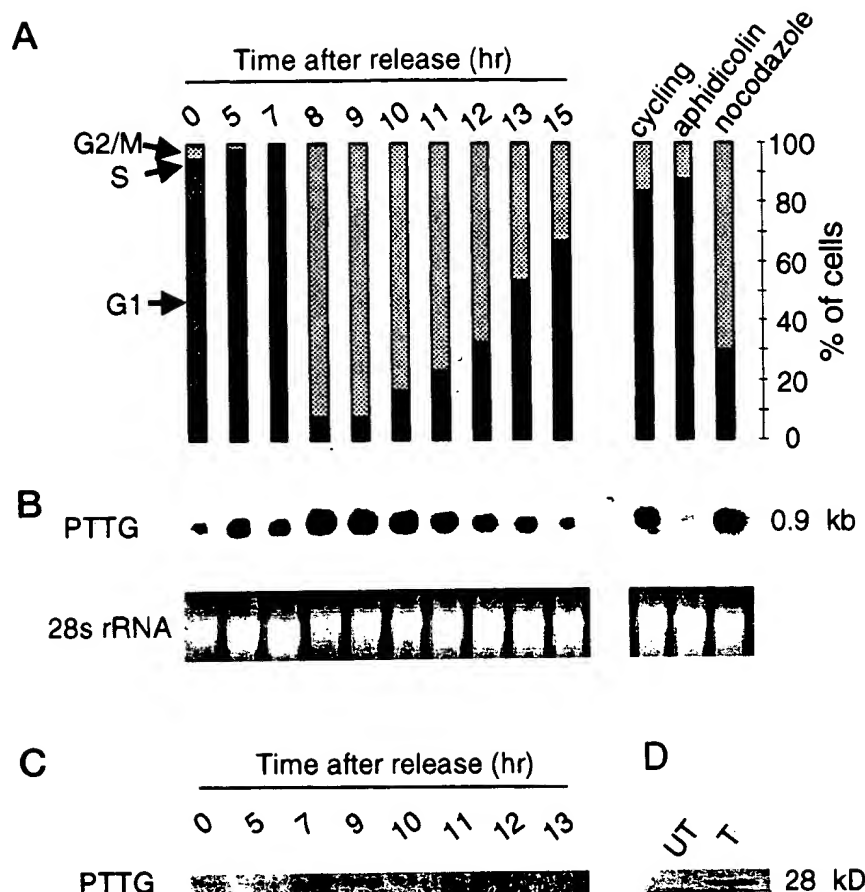 A
Time after release (hr)
0 5 7 8 9 10 11 12 13 15
cycling aphidicolin nocodazole
G2/M
S
G1
100
80
60
40
20
0
% of cells
B
PTTG
0.9 kb
28s rRNA
C
Time after release (hr)
0 5 7 9 10 11 12 13
PTTG
D
UT T
28 kD